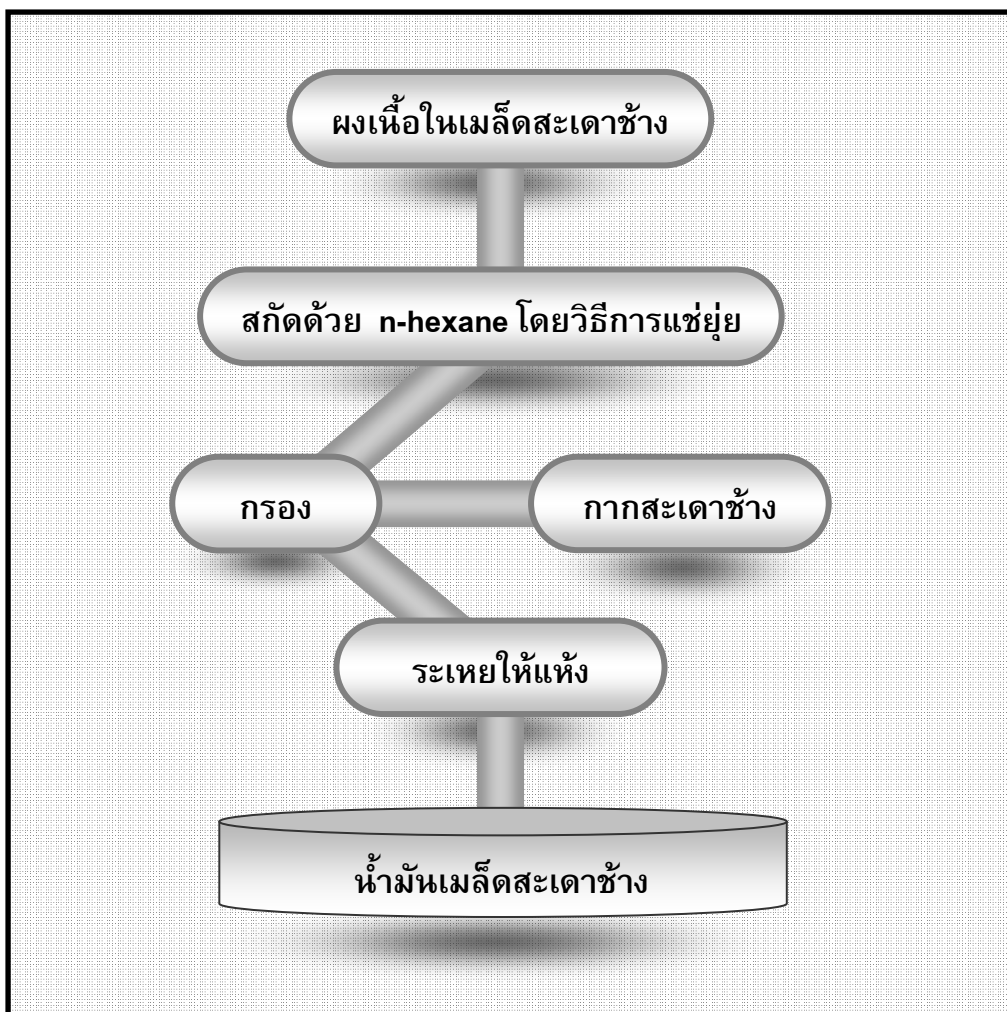 ผงเนื้อในเมล็ดสะเดาช้าง
สกัดด้วย n-hexane โดยวิธีการแช่ยุ่ย
กรอง
กากสะเดาช้าง
ระเหยให้แห้ง
น้ำมันเมล็ดสะเดาช้าง